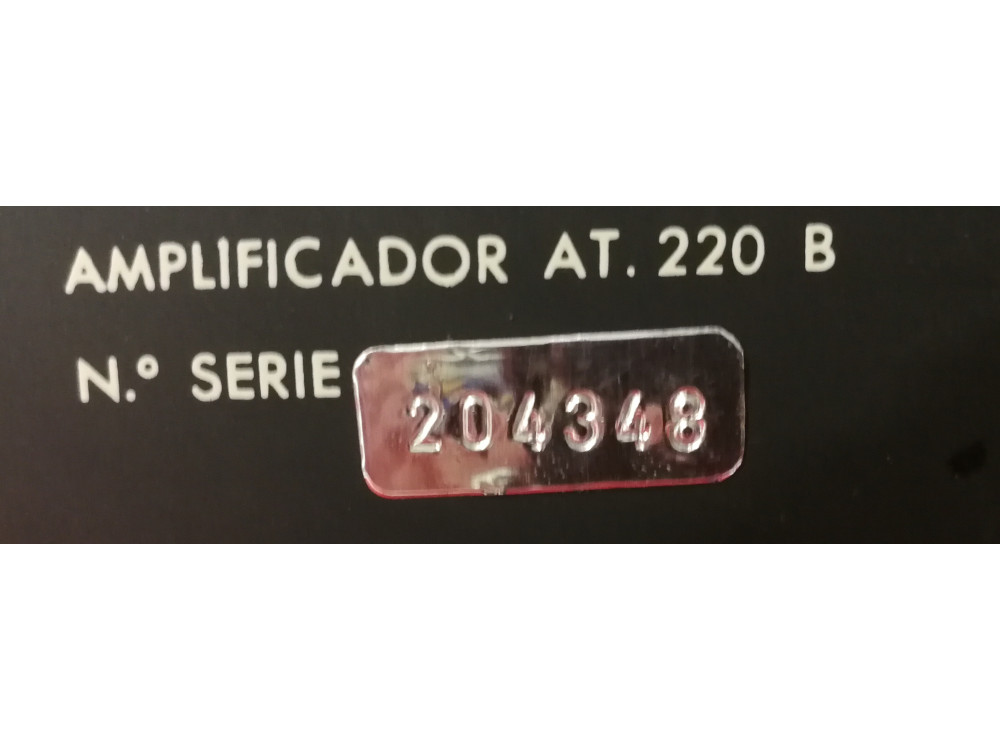 AMPLIFICADOR AT. 220 B
N.º SERIE 204348